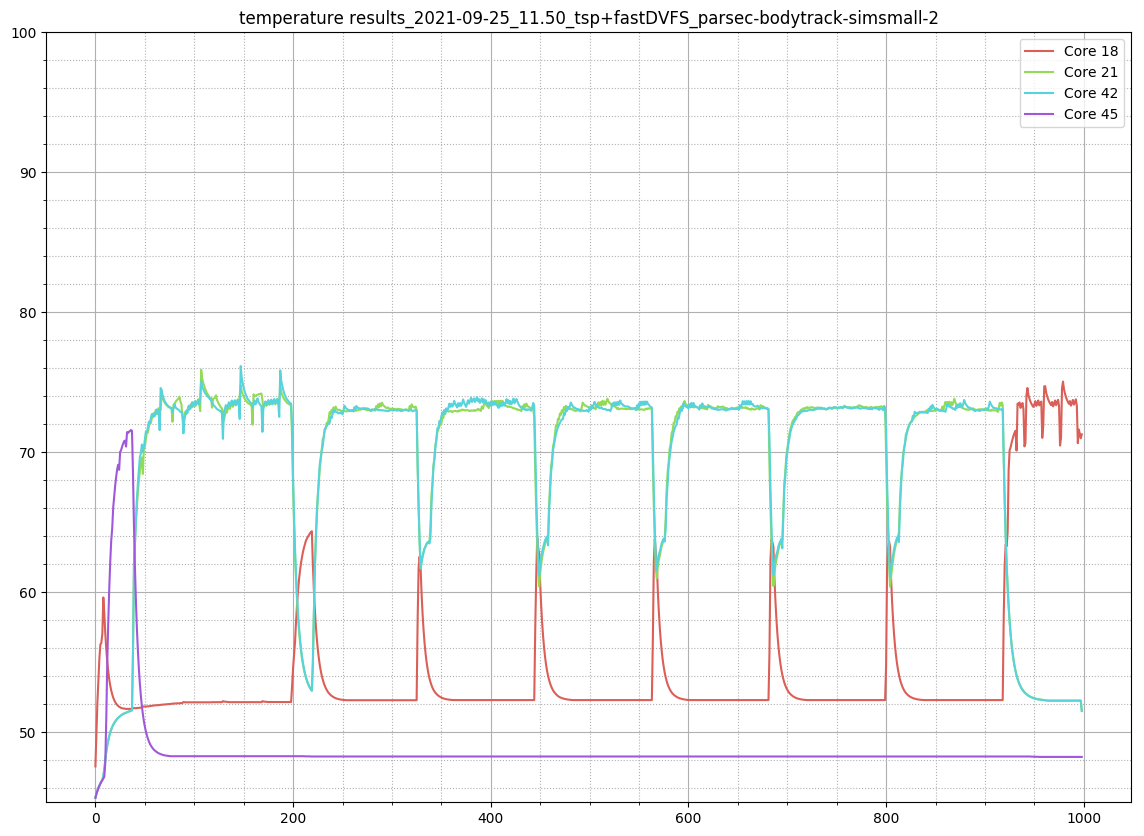 temperature results_2021-09-25_11.50_tsp+fastDVFS_parsec-bodytrack-simsmall-2
100
90
80
70
60
50
0 200 400 600 800 1000
Core 18
Core 21
Core 42
Core 45